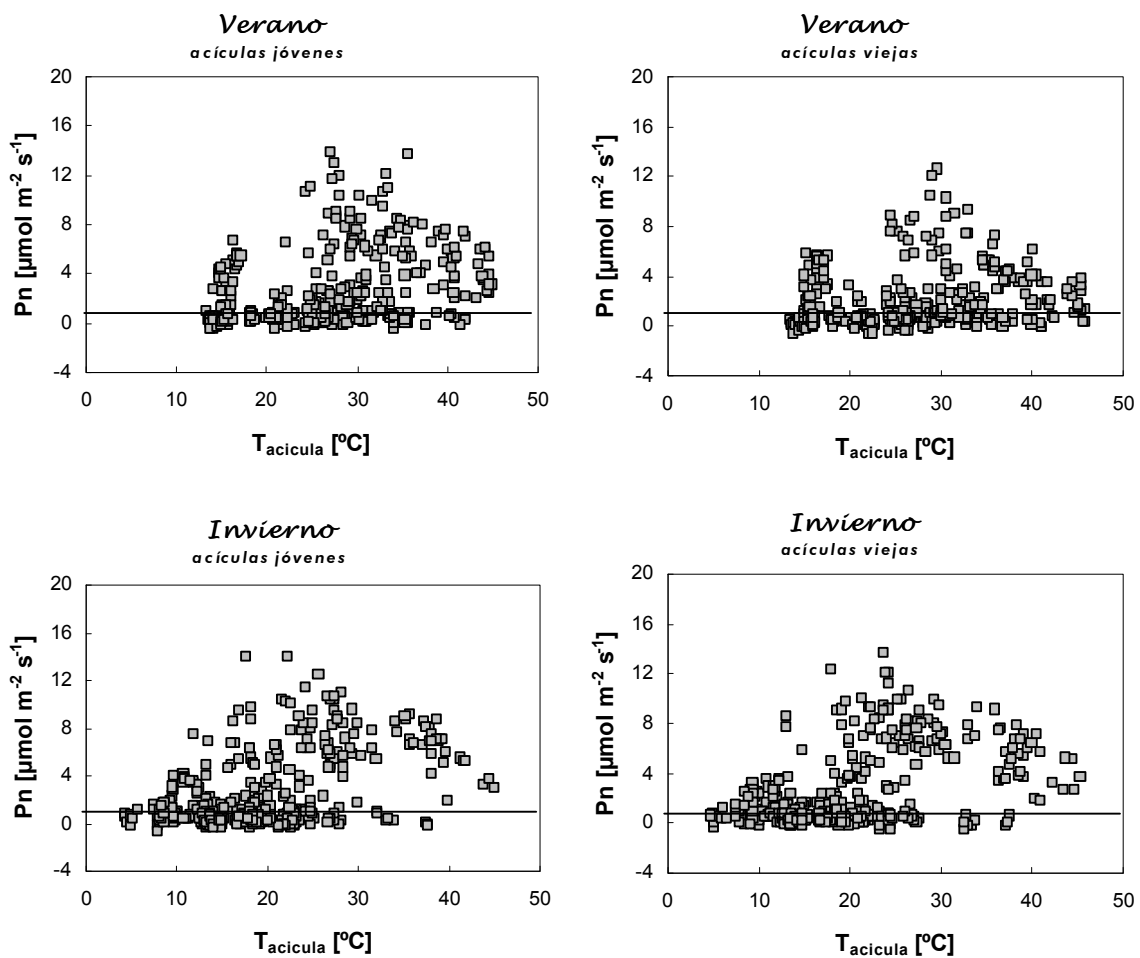 Verano
acículas jóvenes
20
16
12
8
4
0
-4
Pn [µmol m-2 s-1]
0 10 20 30 40 50
Tacicula [ºC]
Verano
acículas viejas
20
16
12
8
4
0
-4
Pn [µmol m-2 s-1]
0 10 20 30 40 50
Tacicula [ºC]
Invierno
acículas jóvenes
20
16
12
8
4
0
-4
Pn [µmol m-2 s-1]
0 10 20 30 40 50
Tacicula [ºC]
Invierno
acículas viejas
20
16
12
8
4
0
-4
Pn [µmol m-2 s-1]
0 10 20 30 40 50
Tacicula [ºC]